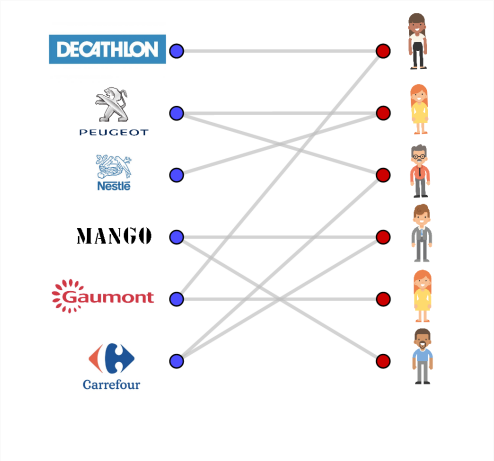 DECATHLON
PEUGEOT
Nestlé
MANGO
Gaumont
Carrefour